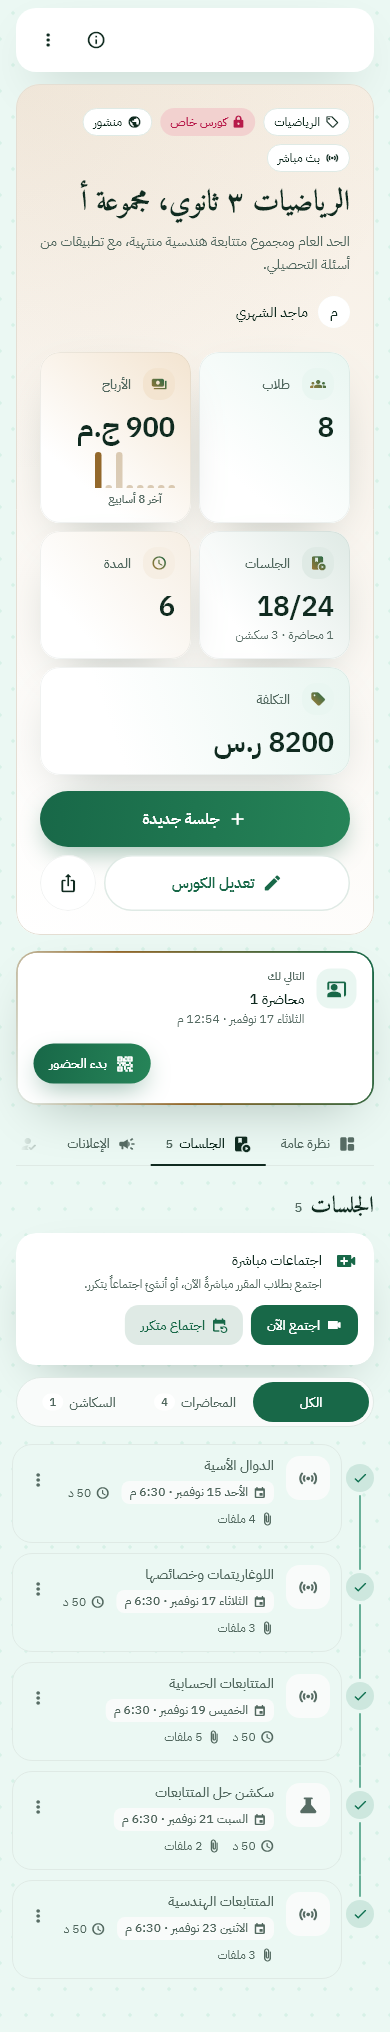 الرياضيات
كورس خاص
منشور
بث مباشر
الرياضيات ٣ ثانوي، مجموعة أ
الحد العام ومجموع متتابعة هندسية منتهية، مع تطبيقات من
أسئلة التحصيلي.
م
ماجد الشهري
طلاب
8
الأرباح
900 ج.م
آخر 8 أسابيع
الجلسات
18/24
1 محاضرة · 3 سكشن
المدة
6
التكلفة
8200 ر.س
جلسة جديدة
تعديل الكورس
التالي لك
محاضرة 1
الثلاثاء 17 نوفمبر · 12:54 م
بدء الحضور
نظرة عامة
الجلسات 5
الإعلانات
الجلسات 5
اجتماعات مباشرة
اجتمع بطلاب المقرر مباشرةً الآن، أو أنشئ اجتماعاً يتكرر.
اجتمع الآن
اجتماع متكرر
الكل
المحاضرات 4
السكاشن 1
الدوال الأسية
الأحد 15 نوفمبر · 6:30 م
50 د
4 ملفات
اللوغاريتمات وخصائصها
الثلاثاء 17 نوفمبر · 6:30 م
50 د
3 ملفات
المتتابعات الحسابية
الخميس 19 نوفمبر · 6:30 م
50 د
5 ملفات
سكشن حل المتتابعات
السبت 21 نوفمبر · 6:30 م
50 د
2 ملفات
المتتابعات الهندسية
الاثنين 23 نوفمبر · 6:30 م
50 د
3 ملفات